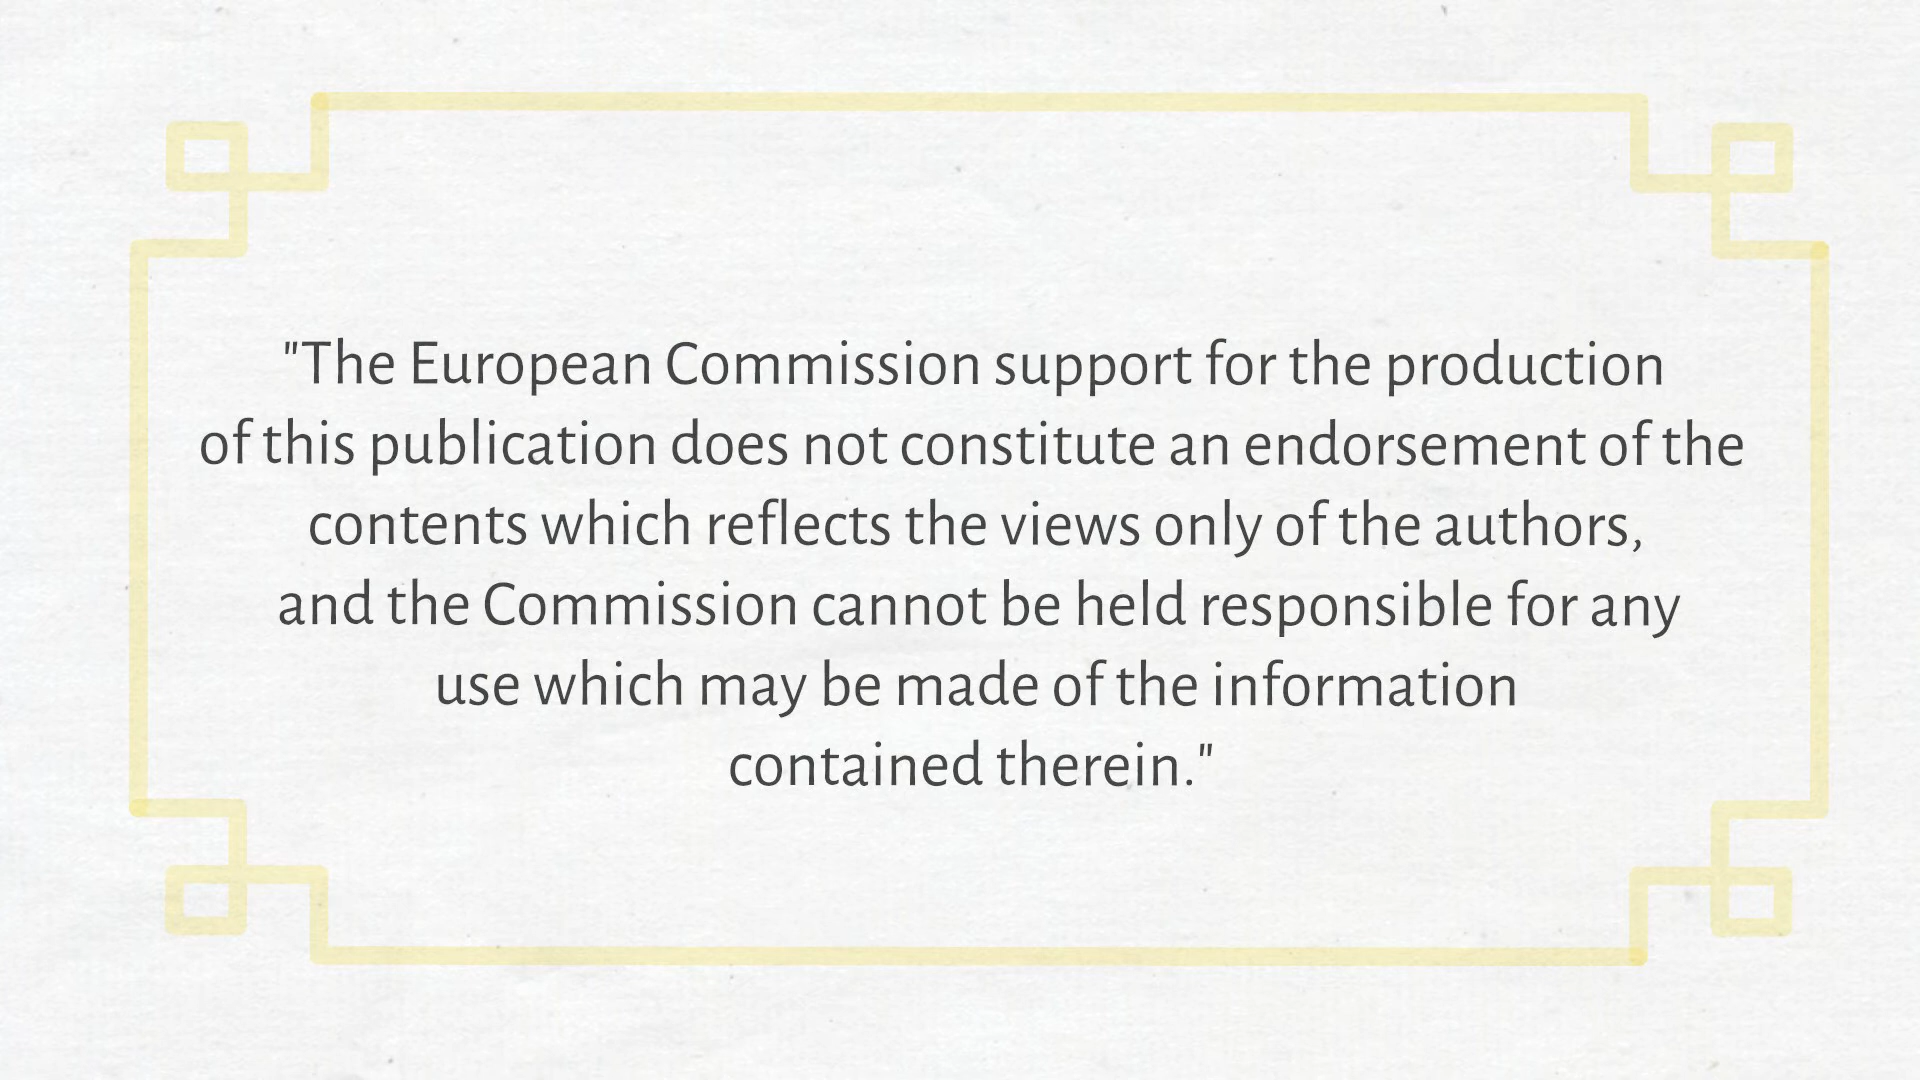 "The European Commission support for the production
of this publication does not constitute an endorsement of the
contents which reflects the views only of the authors,
and the Commission cannot be held responsible for any
use which may be made of the information
contained therein."